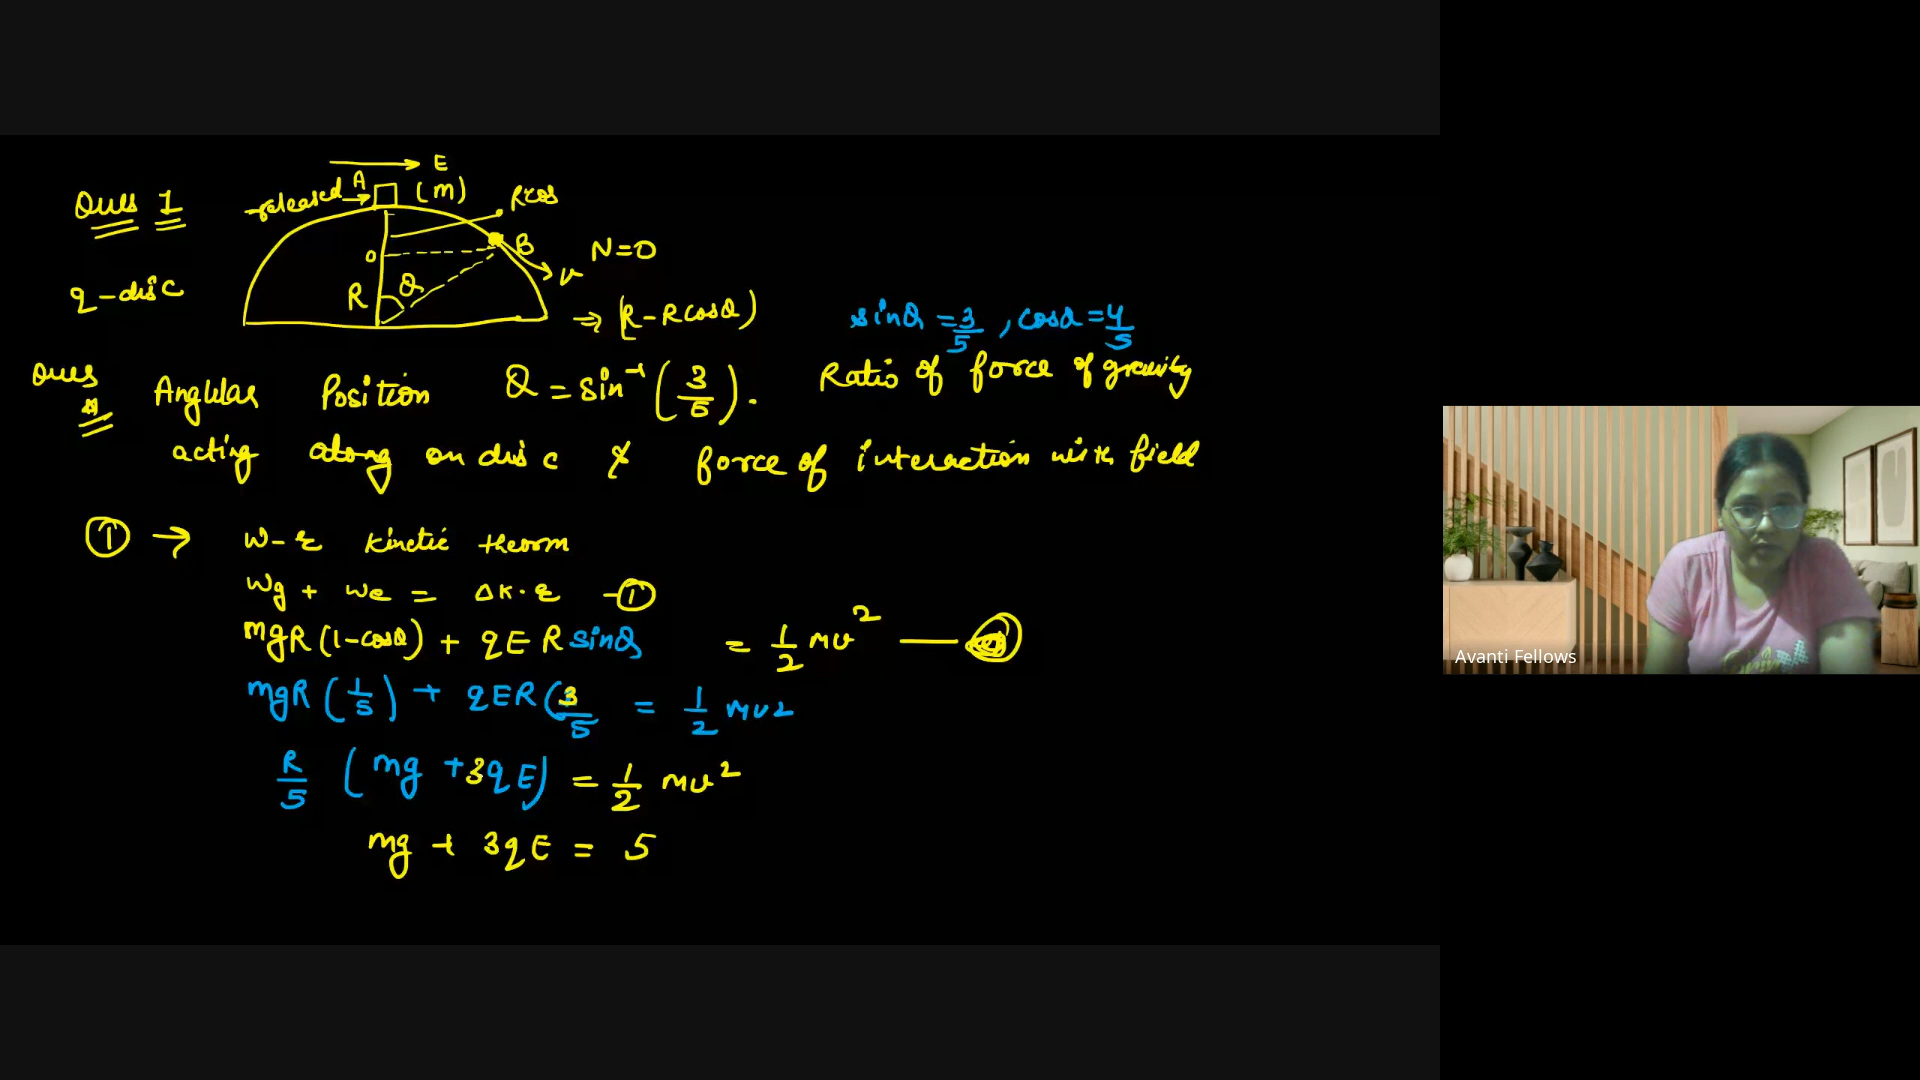 Ques 1
→ E
released → A (m)
Rcos
B N=0
O
v
q-disc
R θ
⇒ (R-Rcosθ)
sinθ = 3/5 , cosθ = 4/5
Ques
Angular Position θ = sin⁻¹ (3/5). Ratio of force of gravity
acting along on disc & force of interaction with field
① → W-E kinetic theorm
Wg + We = ΔK.E -①
mgR(1-cosθ) + qER sinθ = 1/2 mv²
mgR (1/5) + qER (3/5 = 1/2 mv2
R/5 (mg + 3qE) = 1/2 mv²
mg + 3qE = 5
Avanti Fellows